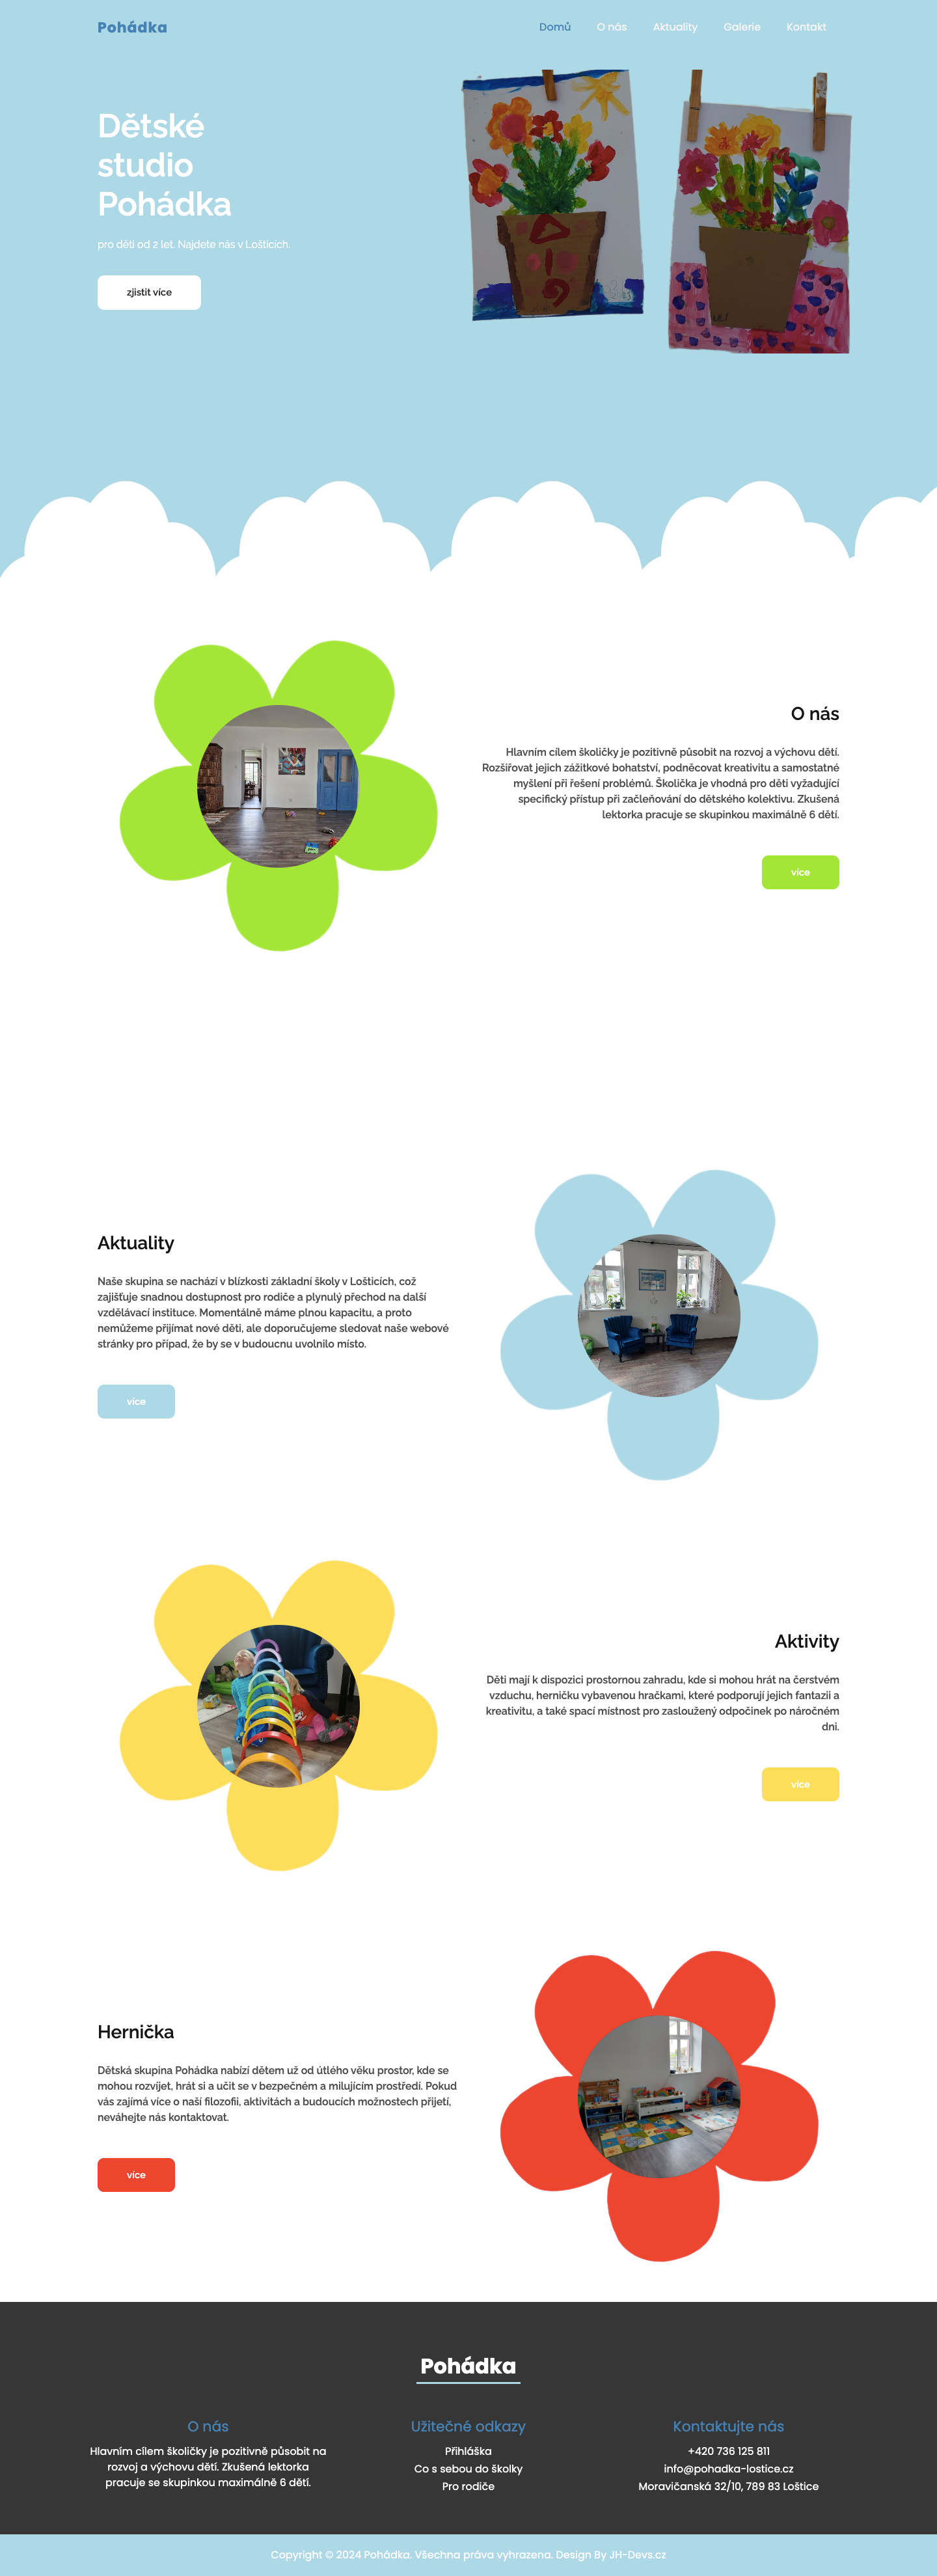 Pohádka
Domů
O nás
Aktuality
Galerie
Kontakt
Dětské
studio
Pohádka
pro děti od 2 let. Najdete nás v Lošticích.
zjistit více
O nás
Hlavním cílem školičky je pozitivně působit na rozvoj a výchovu dětí.
Rozšiřovat jejich zážitkové bohatství, podněcovat kreativitu a samostatné
myšlení při řešení problémů. Školička je vhodná pro děti vyžadující
specifický přístup při začleňování do dětského kolektivu. Zkušená
lektorka pracuje se skupinkou maximálně 6 dětí.
více
Aktuality
Naše skupina se nachází v blízkosti základní školy v Lošticích, což
zajišťuje snadnou dostupnost pro rodiče a plynulý přechod na další
vzdělávací instituce. Momentálně máme plnou kapacitu, a proto
nemůžeme přijímat nové děti, ale doporučujeme sledovat naše webové
stránky pro případ, že by se v budoucnu uvolnilo místo.
více
Aktivity
Děti mají k dispozici prostornou zahradu, kde si mohou hrát na čerstvém
vzduchu, herničku vybavenou hračkami, které podporují jejich fantazii a
kreativitu, a také spací místnost pro zasloužený odpočinek po náročném
dni.
více
Hernička
Dětská skupina Pohádka nabízí dětem už od útlého věku prostor, kde se
mohou rozvíjet, hrát si a učit se v bezpečném a milujícím prostředí. Pokud
vás zajímá více o naší filozofii, aktivitách a budoucích možnostech přijetí,
neváhejte nás kontaktovat.
více
Pohádka
O nás
Hlavním cílem školičky je pozitivně působit na
rozvoj a výchovu dětí. Zkušená lektorka
pracuje se skupinkou maximálně 6 dětí.
Užitečné odkazy
Přihláška
Co s sebou do školky
Pro rodiče
Kontaktujte nás
+420 736 125 811
info@pohadka-lostice.cz
Moravičanská 32/10, 789 83 Loštice
Copyright © 2024 Pohádka. Všechna práva vyhrazena. Design By JH-Devs.cz